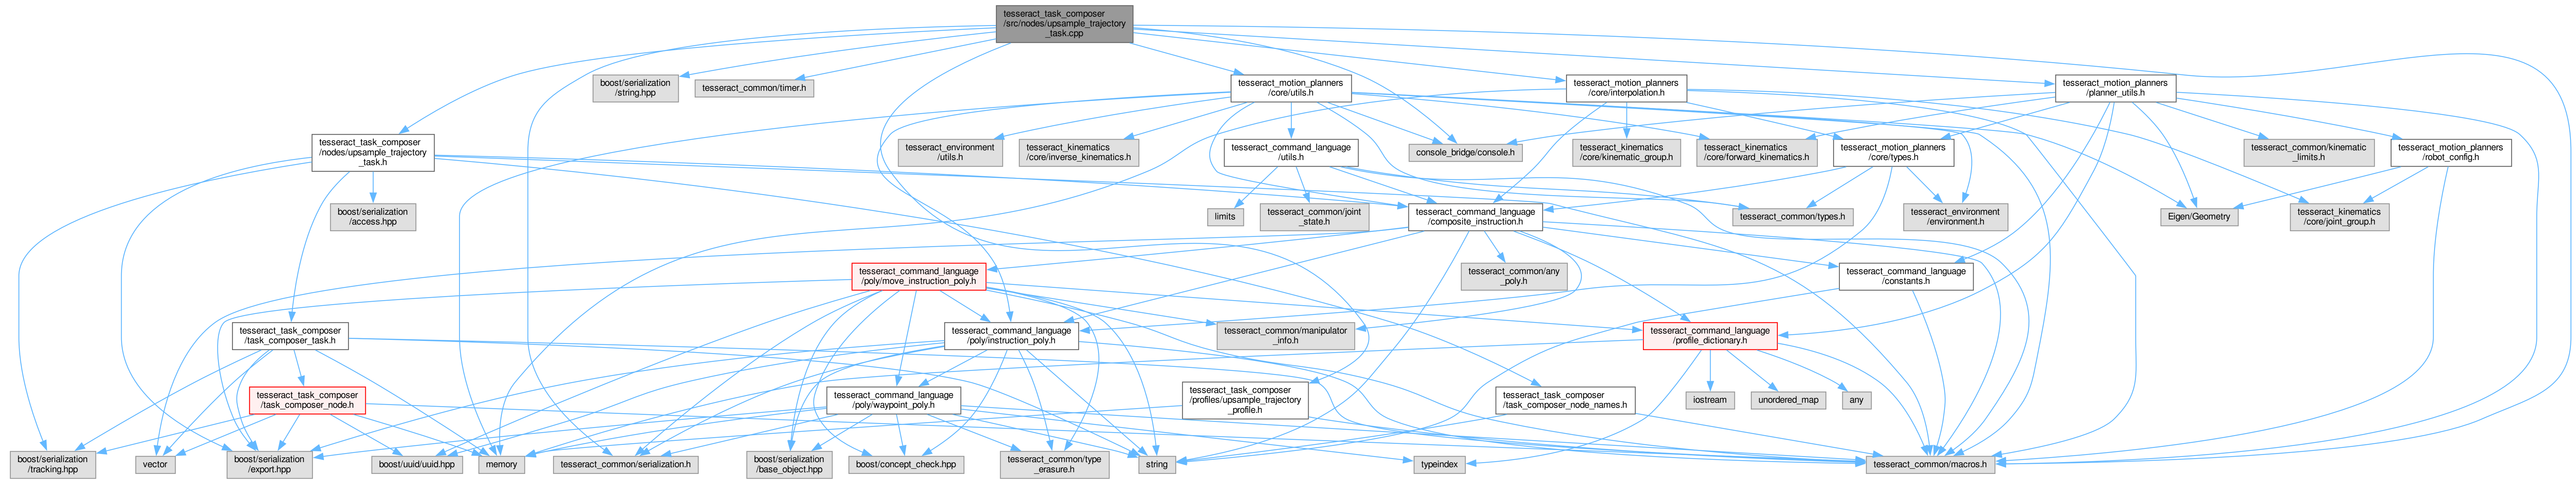 tesseract_task_composer
/src/nodes/upsample_trajectory
_task.cpp
boost/serialization
/string.hpp
tesseract_common/timer.h
tesseract_motion_planners
/core/utils.h
tesseract_motion_planners
/core/interpolation.h
tesseract_motion_planners
/planner_utils.h
tesseract_task_composer
/nodes/upsample_trajectory
_task.h
tesseract_environment
/utils.h
tesseract_kinematics
/core/inverse_kinematics.h
tesseract_command_language
/utils.h
console_bridge/console.h
tesseract_kinematics
/core/kinematic_group.h
tesseract_kinematics
/core/forward_kinematics.h
tesseract_motion_planners
/core/types.h
tesseract_common/kinematic
_limits.h
tesseract_motion_planners
/robot_config.h
boost/serialization
/access.hpp
limits
tesseract_common/joint
_state.h
tesseract_command_language
/composite_instruction.h
tesseract_common/types.h
tesseract_environment
/environment.h
Eigen/Geometry
tesseract_kinematics
/core/joint_group.h
tesseract_command_language
/poly/move_instruction_poly.h
tesseract_common/any
_poly.h
tesseract_command_language
/constants.h
tesseract_task_composer
/task_composer_task.h
tesseract_command_language
/poly/instruction_poly.h
tesseract_common/manipulator
_info.h
tesseract_command_language
/profile_dictionary.h
tesseract_task_composer
/task_composer_node.h
tesseract_command_language
/poly/waypoint_poly.h
tesseract_task_composer
/profiles/upsample_trajectory
_profile.h
tesseract_task_composer
/task_composer_node_names.h
iostream
unordered_map
any
boost/serialization
/tracking.hpp
vector
boost/serialization
/export.hpp
boost/uuid/uuid.hpp
memory
tesseract_common/serialization.h
boost/serialization
/base_object.hpp
boost/concept_check.hpp
tesseract_common/type
_erasure.h
string
typeindex
tesseract_common/macros.h